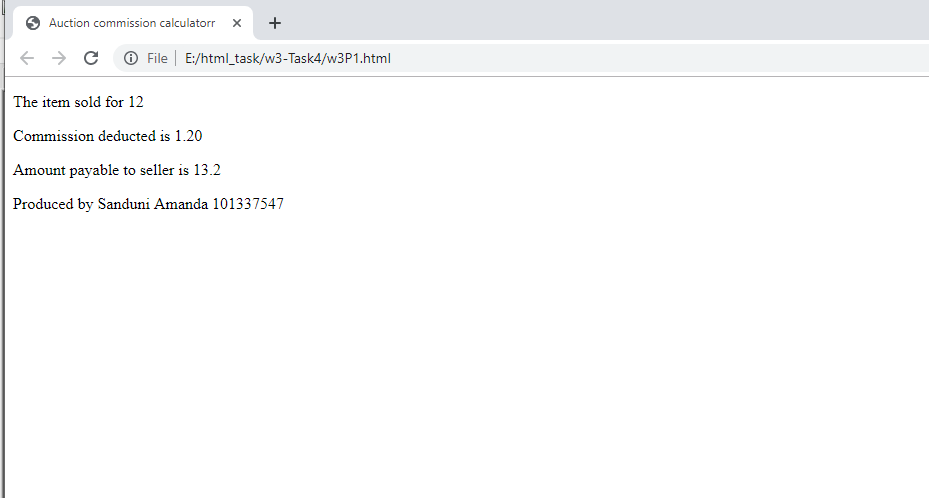 Auction commission calculatorr
File E:/html_task/w3-Task4/w3P1.html
The item sold for 12
Commission deducted is 1.20
Amount payable to seller is 13.2
Produced by Sanduni Amanda 101337547